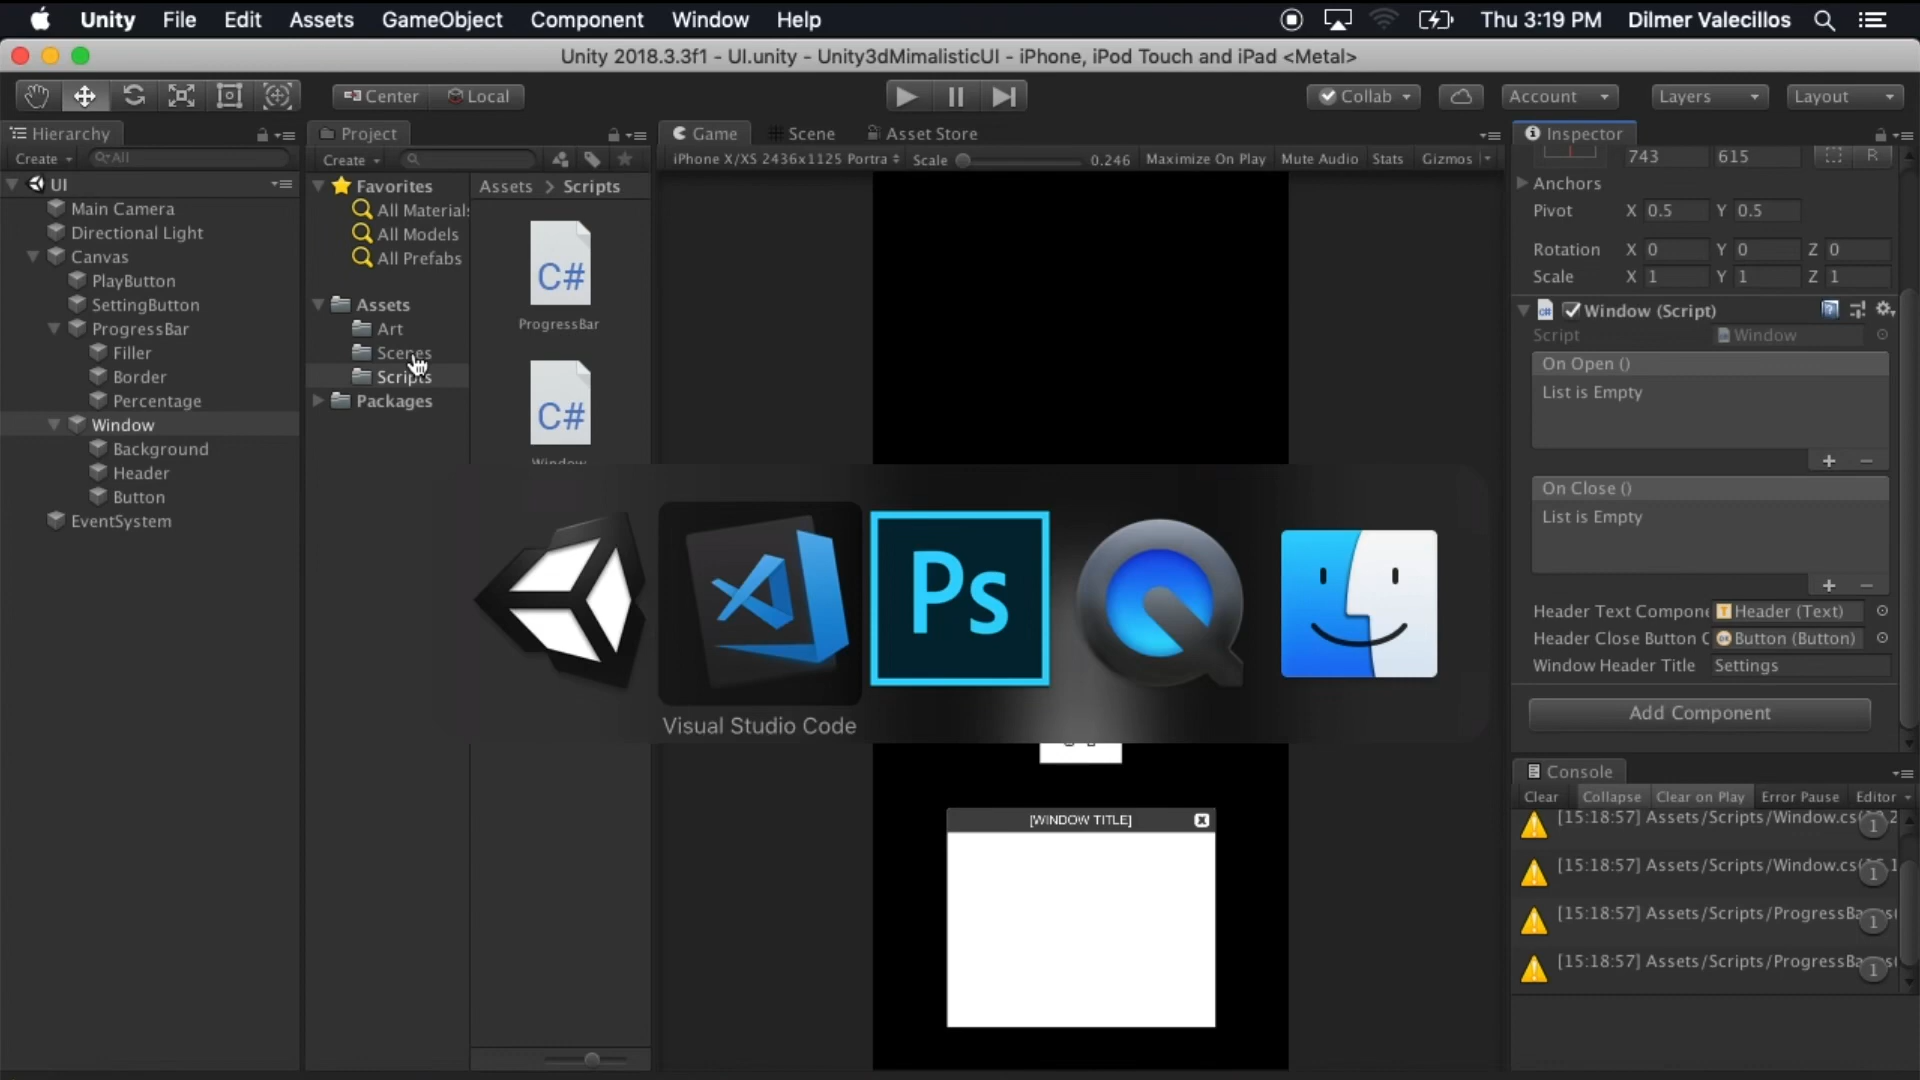 Unity File Edit Assets GameObject Component Window Help Thu 3:19 PM Dilmer Valecillos
Unity 2018.3.3f1 - UI.unity - Unity3dMimalisticUI - iPhone, iPod Touch and iPad <Metal>
Center Local Collab Account Layers Layout
Hierarchy
Create All
UI
Main Camera
Directional Light
Canvas
PlayButton
SettingButton
ProgressBar
Filler
Border
Percentage
Window
Background
Header
Button
EventSystem
Project
Create
Favorites
All Materials
All Models
All Prefabs
Assets
Art
Scenes
Scripts
Packages
Assets > Scripts
C#
ProgressBar
C#
Window
Game Scene Asset Store
iPhone X/XS 2436x1125 Portra Scale 0.246 Maximize On Play Mute Audio Stats Gizmos
Ps
Visual Studio Code
[WINDOW TITLE]
Inspector
743 615 R
Anchors
Pivot X 0.5 Y 0.5
Rotation X 0 Y 0 Z 0
Scale X 1 Y 1 Z 1
Window (Script)
Script Window
On Open ()
List is Empty
+ −
On Close ()
List is Empty
+ −
Header Text Compone Header (Text)
Header Close Button C Button (Button)
Window Header Title Settings
Add Component
Console
Clear Collapse Clear on Play Error Pause Editor
[15:18:57] Assets/Scripts/Window.cs 1
[15:18:57] Assets/Scripts/Window.cs 1
[15:18:57] Assets/Scripts/ProgressBa 1
[15:18:57] Assets/Scripts/ProgressBa 1